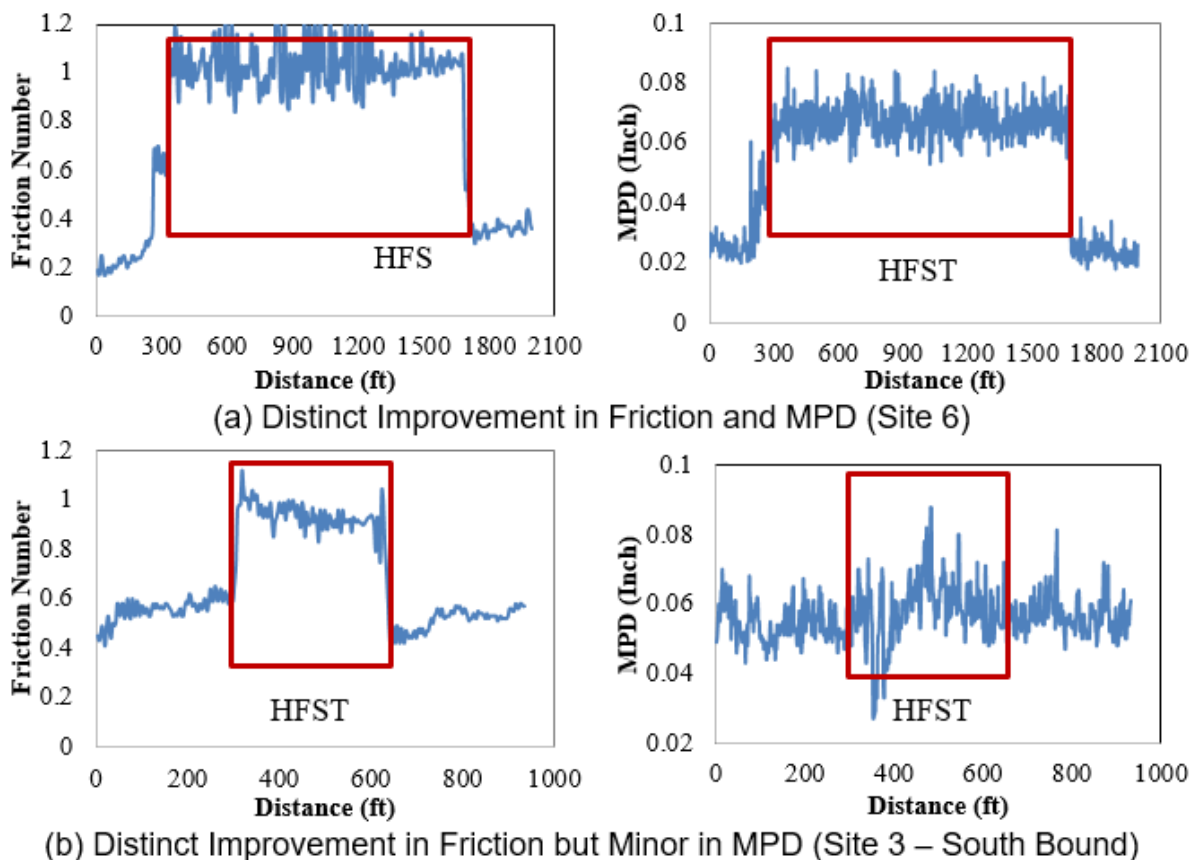 1.2
1
0.8
0.6
0.4
0.2
0
Friction Number
HFS
0 300 600 900 1200 1500 1800 2100
Distance (ft)
0.1
0.08
0.06
0.04
0.02
0
MPD (Inch)
HFST
0 300 600 900 1200 1500 1800 2100
Distance (ft)
(a) Distinct Improvement in Friction and MPD (Site 6)
1.2
1
0.8
0.6
0.4
0.2
0
Friction Number
HFST
0 200 400 600 800 1000
Distance (ft)
0.1
0.08
0.06
0.04
0.02
MPD (Inch)
HFST
0 200 400 600 800 1000
Distance (ft)
(b) Distinct Improvement in Friction but Minor in MPD (Site 3 – South Bound)